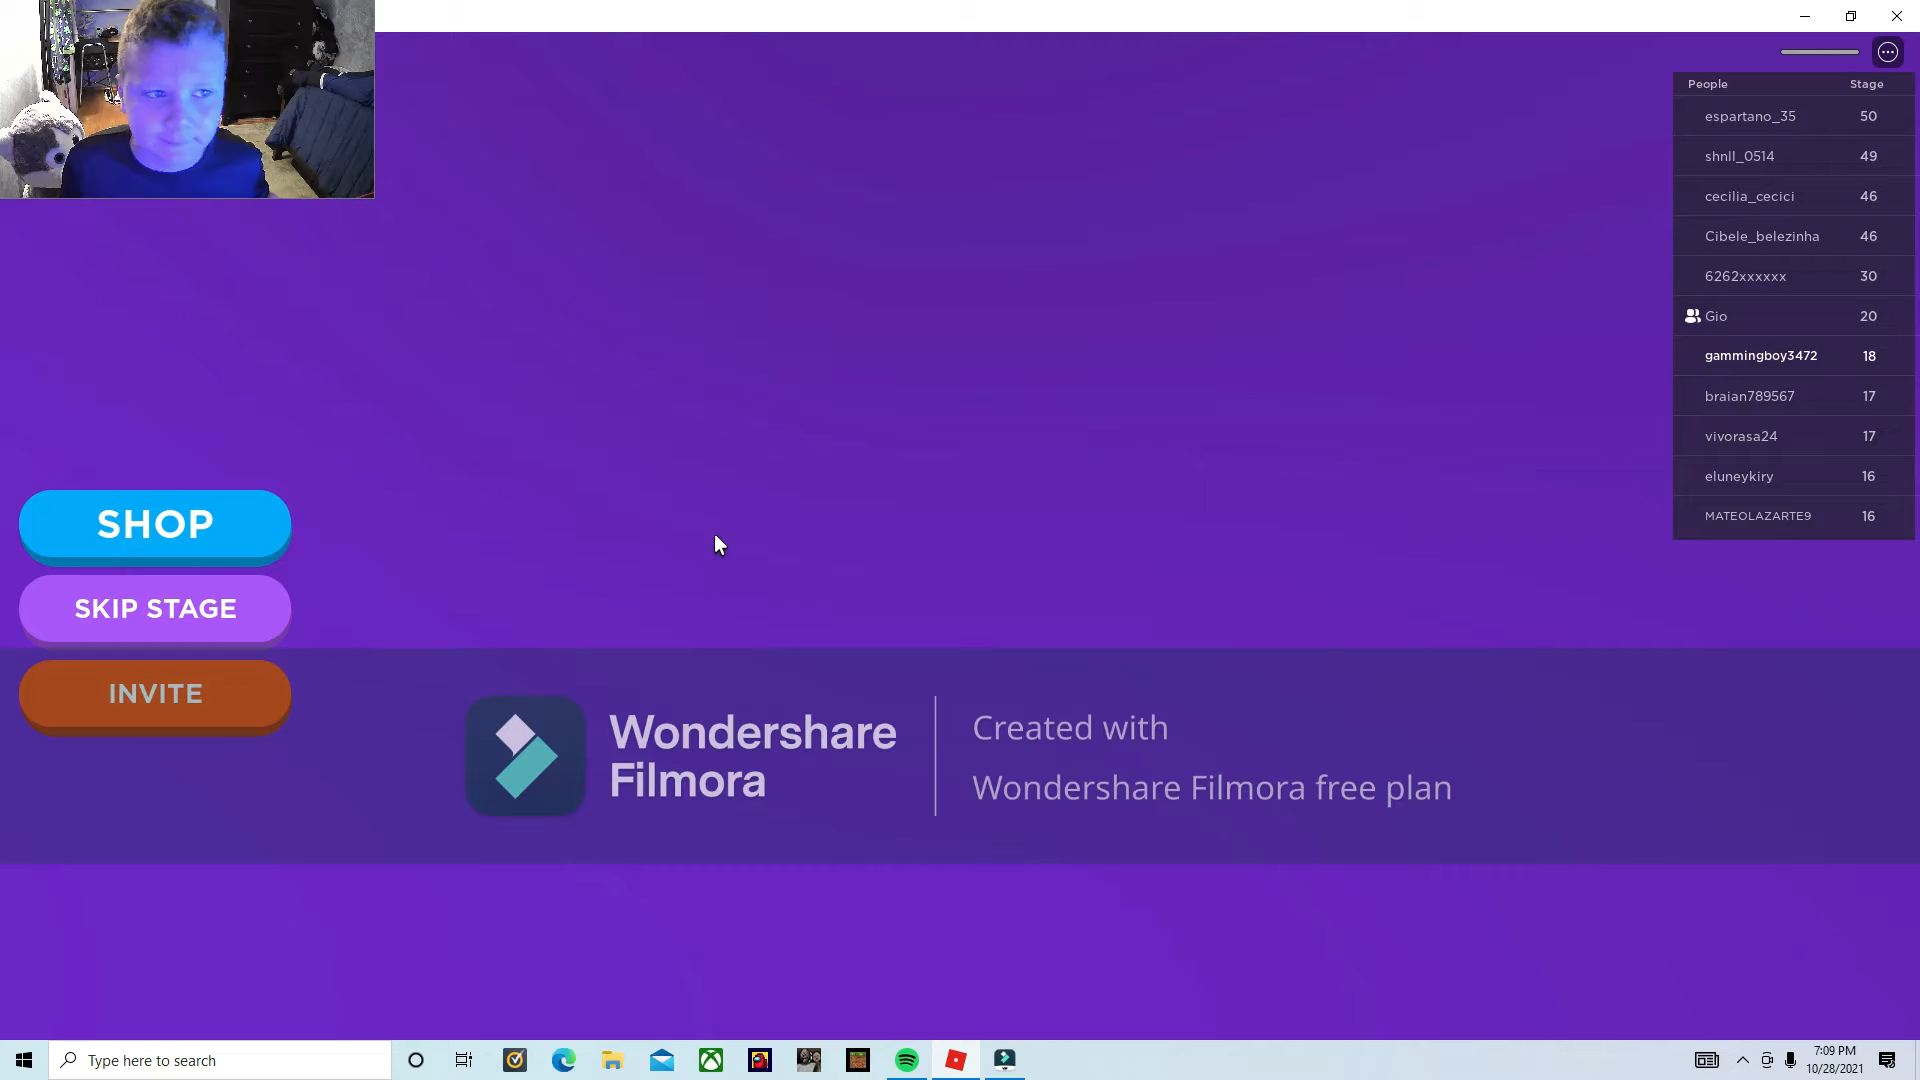 People Stage
espartano_35 50
shnll_0514 49
cecilia_cecici 46
Cibele_belezinha 46
6262xxxxxx 30
Gio 20
gammingboy3472 18
braian789567 17
vivorasa24 17
eluneykiry 16
MATEOLAZARTE9 16
SHOP
SKIP STAGE
INVITE
Wondershare
Filmora
Created with
Wondershare Filmora free plan
Type here to search
7:09 PM
10/28/2021